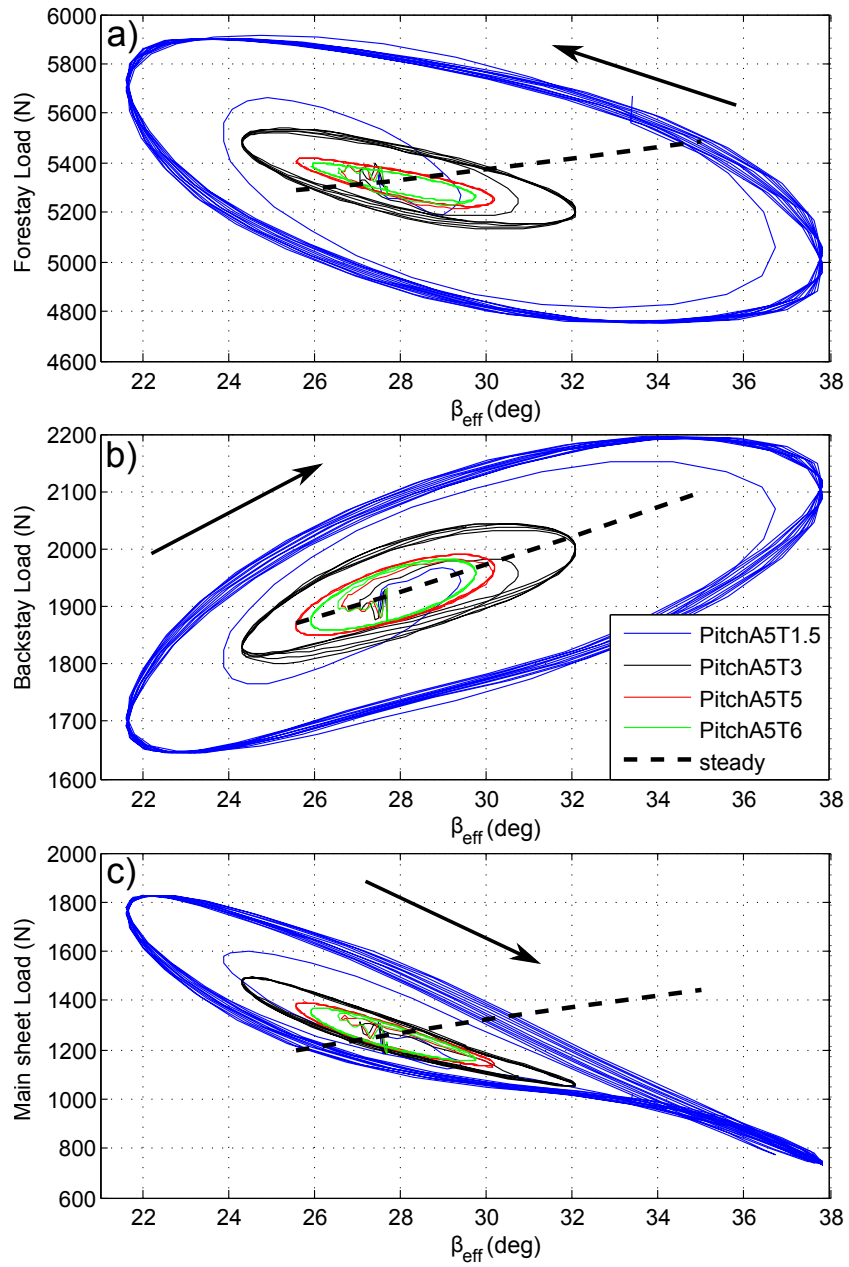 a)
Forestay Load (N)
6000
5800
5600
5400
5200
5000
4800
4600
22 24 26 28 30 32 34 36 38
βeff (deg)
b)
Backstay Load (N)
2200
2100
2000
1900
1800
1700
1600
22 24 26 28 30 32 34 36 38
βeff (deg)
PitchA5T1.5
PitchA5T3
PitchA5T5
PitchA5T6
steady
c)
Main sheet Load (N)
2000
1800
1600
1400
1200
1000
800
600
22 24 26 28 30 32 34 36 38
βeff (deg)